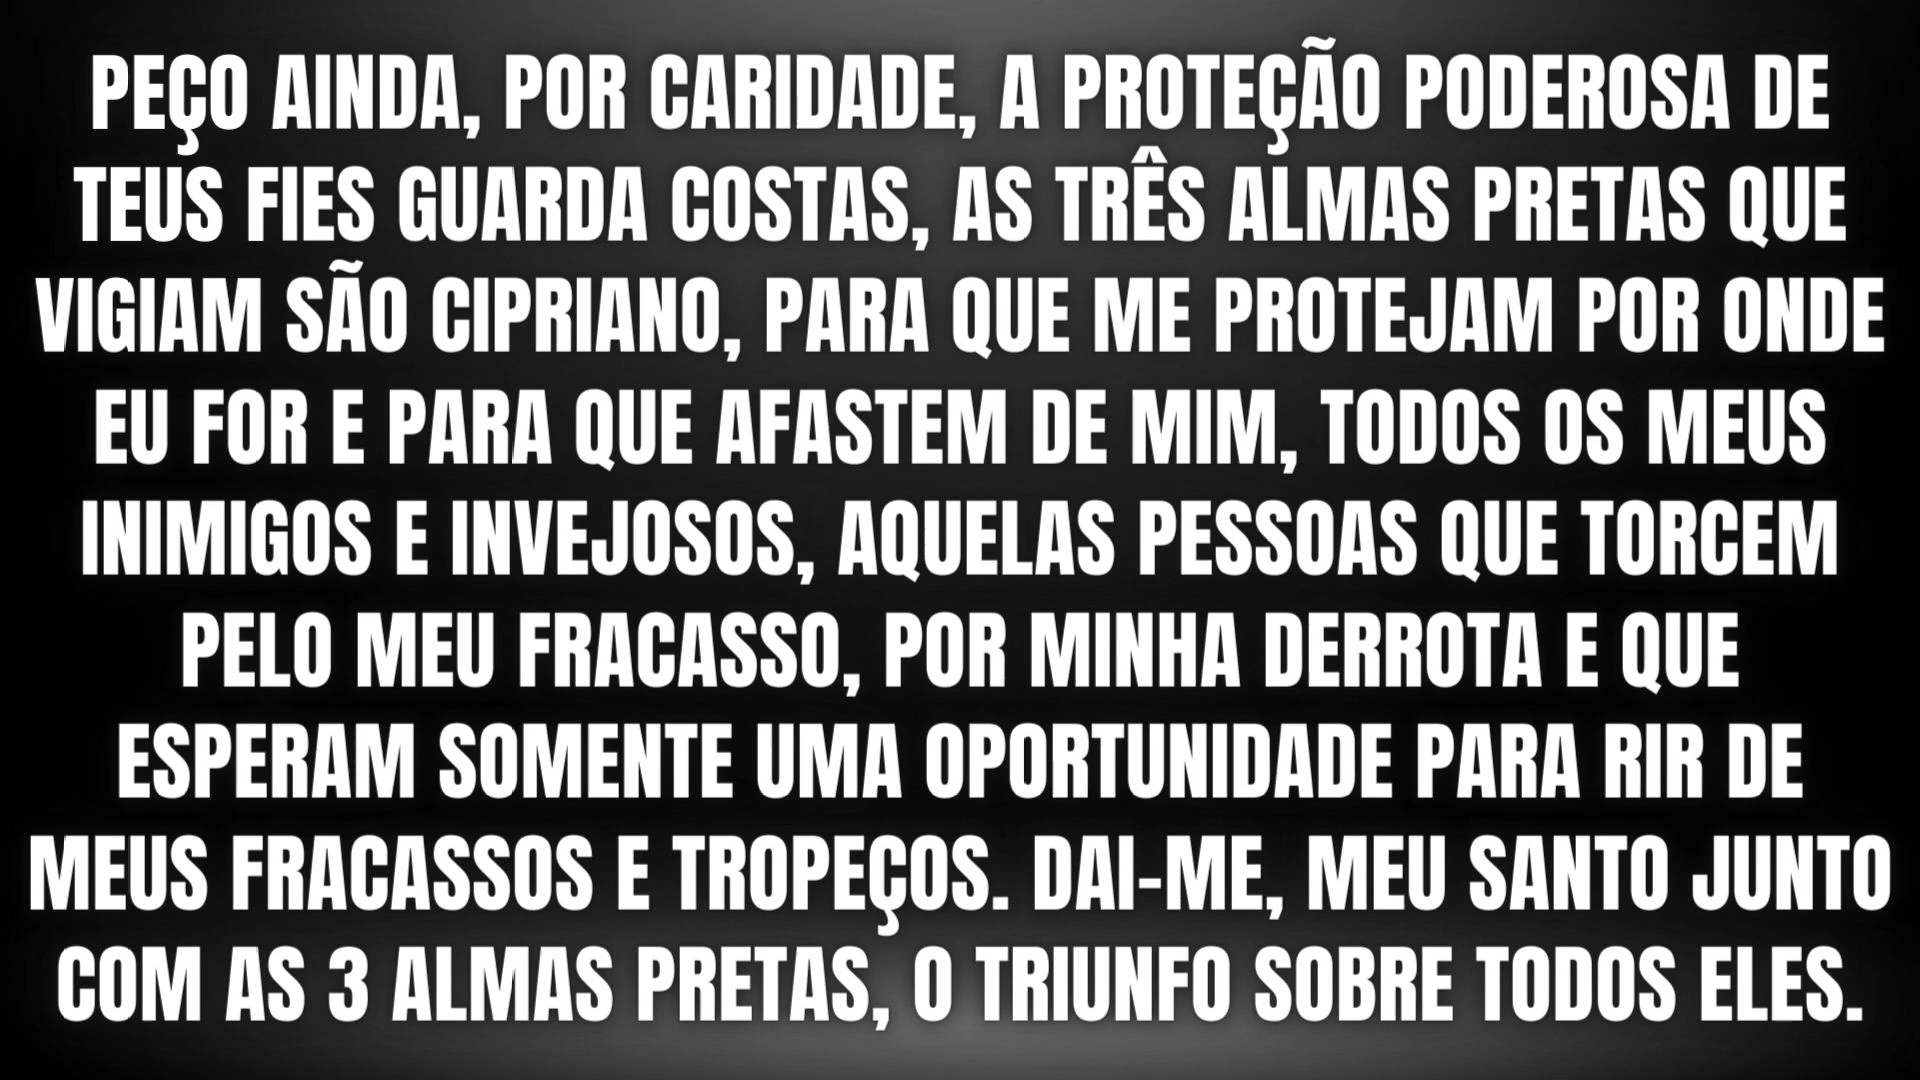 PEÇO AINDA, POR CARIDADE, A PROTEÇÃO PODEROSA DE
TEUS FIES GUARDA COSTAS, AS TRÊS ALMAS PRETAS QUE
VIGIAM SÃO CIPRIANO, PARA QUE ME PROTEJAM POR ONDE
EU FOR E PARA QUE AFASTEM DE MIM, TODOS OS MEUS
INIMIGOS E INVEJOSOS, AQUELAS PESSOAS QUE TORCEM
PELO MEU FRACASSO, POR MINHA DERROTA E QUE
ESPERAM SOMENTE UMA OPORTUNIDADE PARA RIR DE
MEUS FRACASSOS E TROPEÇOS. DAI-ME, MEU SANTO JUNTO
COM AS 3 ALMAS PRETAS, O TRIUNFO SOBRE TODOS ELES.